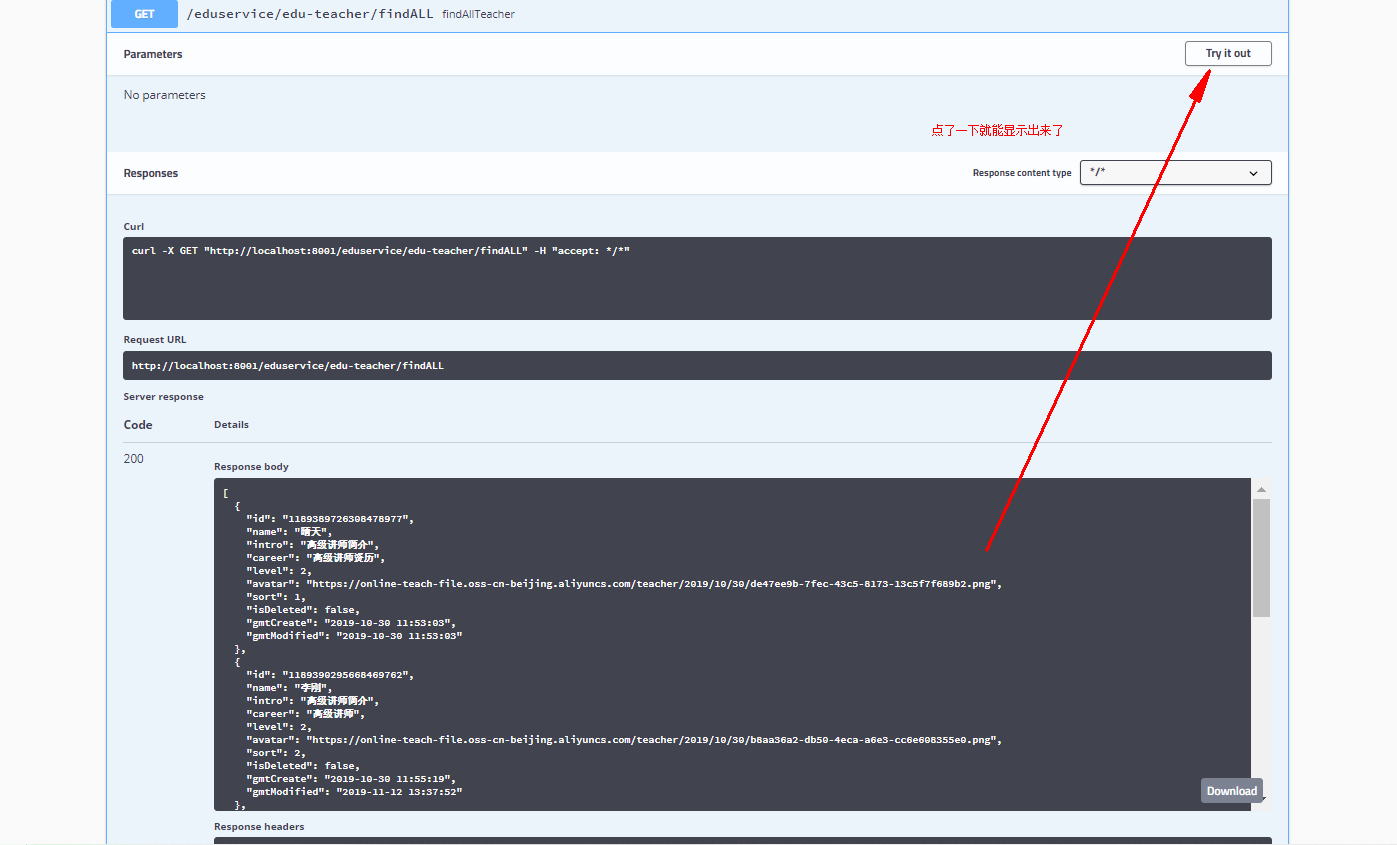 GET /eduservice/edu-teacher/findALL findAllTeacher
Parameters
Try it out
No parameters
点了一下就能显示出来了
Responses
Response content type
*/*
Curl
curl -X GET "http://localhost:8001/eduservice/edu-teacher/findALL" -H "accept: */*"
Request URL
http://localhost:8001/eduservice/edu-teacher/findALL
Server response
Code
Details
200
Response body
[
{
"id": "1189389726308478977",
"name": "晴天",
"intro": "高级讲师简介",
"career": "高级讲师资历",
"level": 2,
"avatar": "https://online-teach-file.oss-cn-beijing.aliyuncs.com/teacher/2019/10/30/de47ee9b-7fec-43c5-8173-13c5f7f689b2.png",
"sort": 1,
"isDeleted": false,
"gmtCreate": "2019-10-30 11:53:03",
"gmtModified": "2019-10-30 11:53:03"
},
{
"id": "1189390295668469762",
"name": "李刚",
"intro": "高级讲师简介",
"career": "高级讲师",
"level": 2,
"avatar": "https://online-teach-file.oss-cn-beijing.aliyuncs.com/teacher/2019/10/30/b8aa36a2-db50-4eca-a6e3-cc6e608355e0.png",
"sort": 2,
"isDeleted": false,
"gmtCreate": "2019-10-30 11:55:19",
"gmtModified": "2019-11-12 13:37:52"
},
Download
Response headers